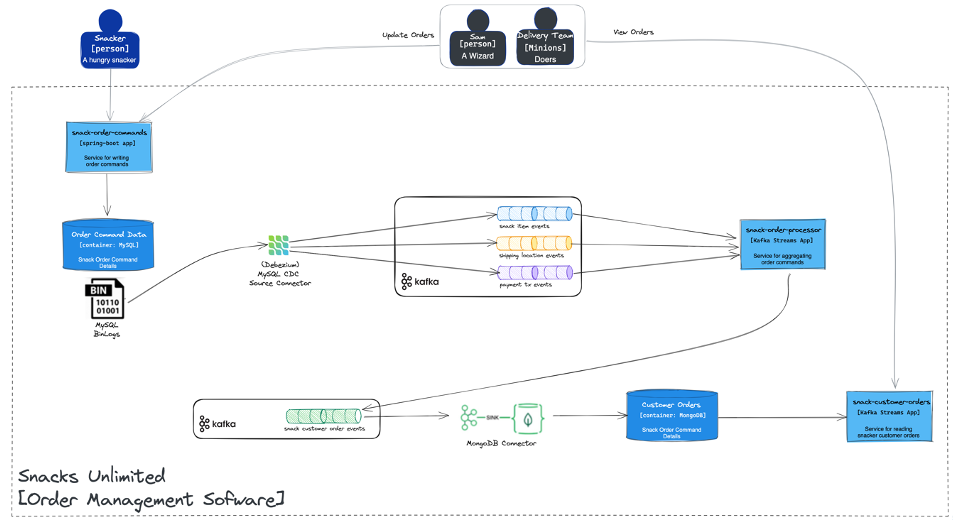 Snacker
[person]
A hungry snacker
Update Orders
Sam
[person]
A Wizard
Delivery Team
[Minions]
Doers
View Orders
snack-order-commands
[spring-boot app]
Service for writing
order commands
Order Command Data
[container: MySQL]
Snack Order Command
Details
BIN
10110
01001
MySQL
BinLogs
(Debezium)
MySQL CDC
Source Connector
snack item events
shipping location events
payment tx events
kafka
snack-order-processor
[Kafka Streams App]
Service for aggregating
order commands
kafka
snack customer order events
SINK
MongoDB Connector
Customer Orders
[container: MongoDB]
Snack Order Command
Details
snack-customer-orders
[Kafka Streams App]
Service for reading
snacker customer orders
Snacks Unlimited
[Order Management Sofware]